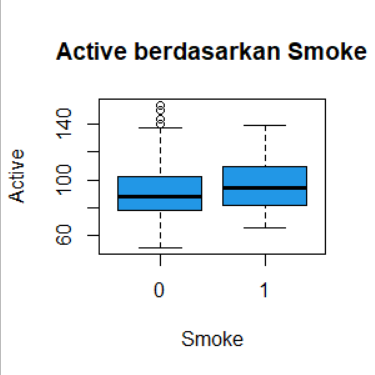 Active berdasarkan Smoke
140
100
60
Active
0 1
Smoke